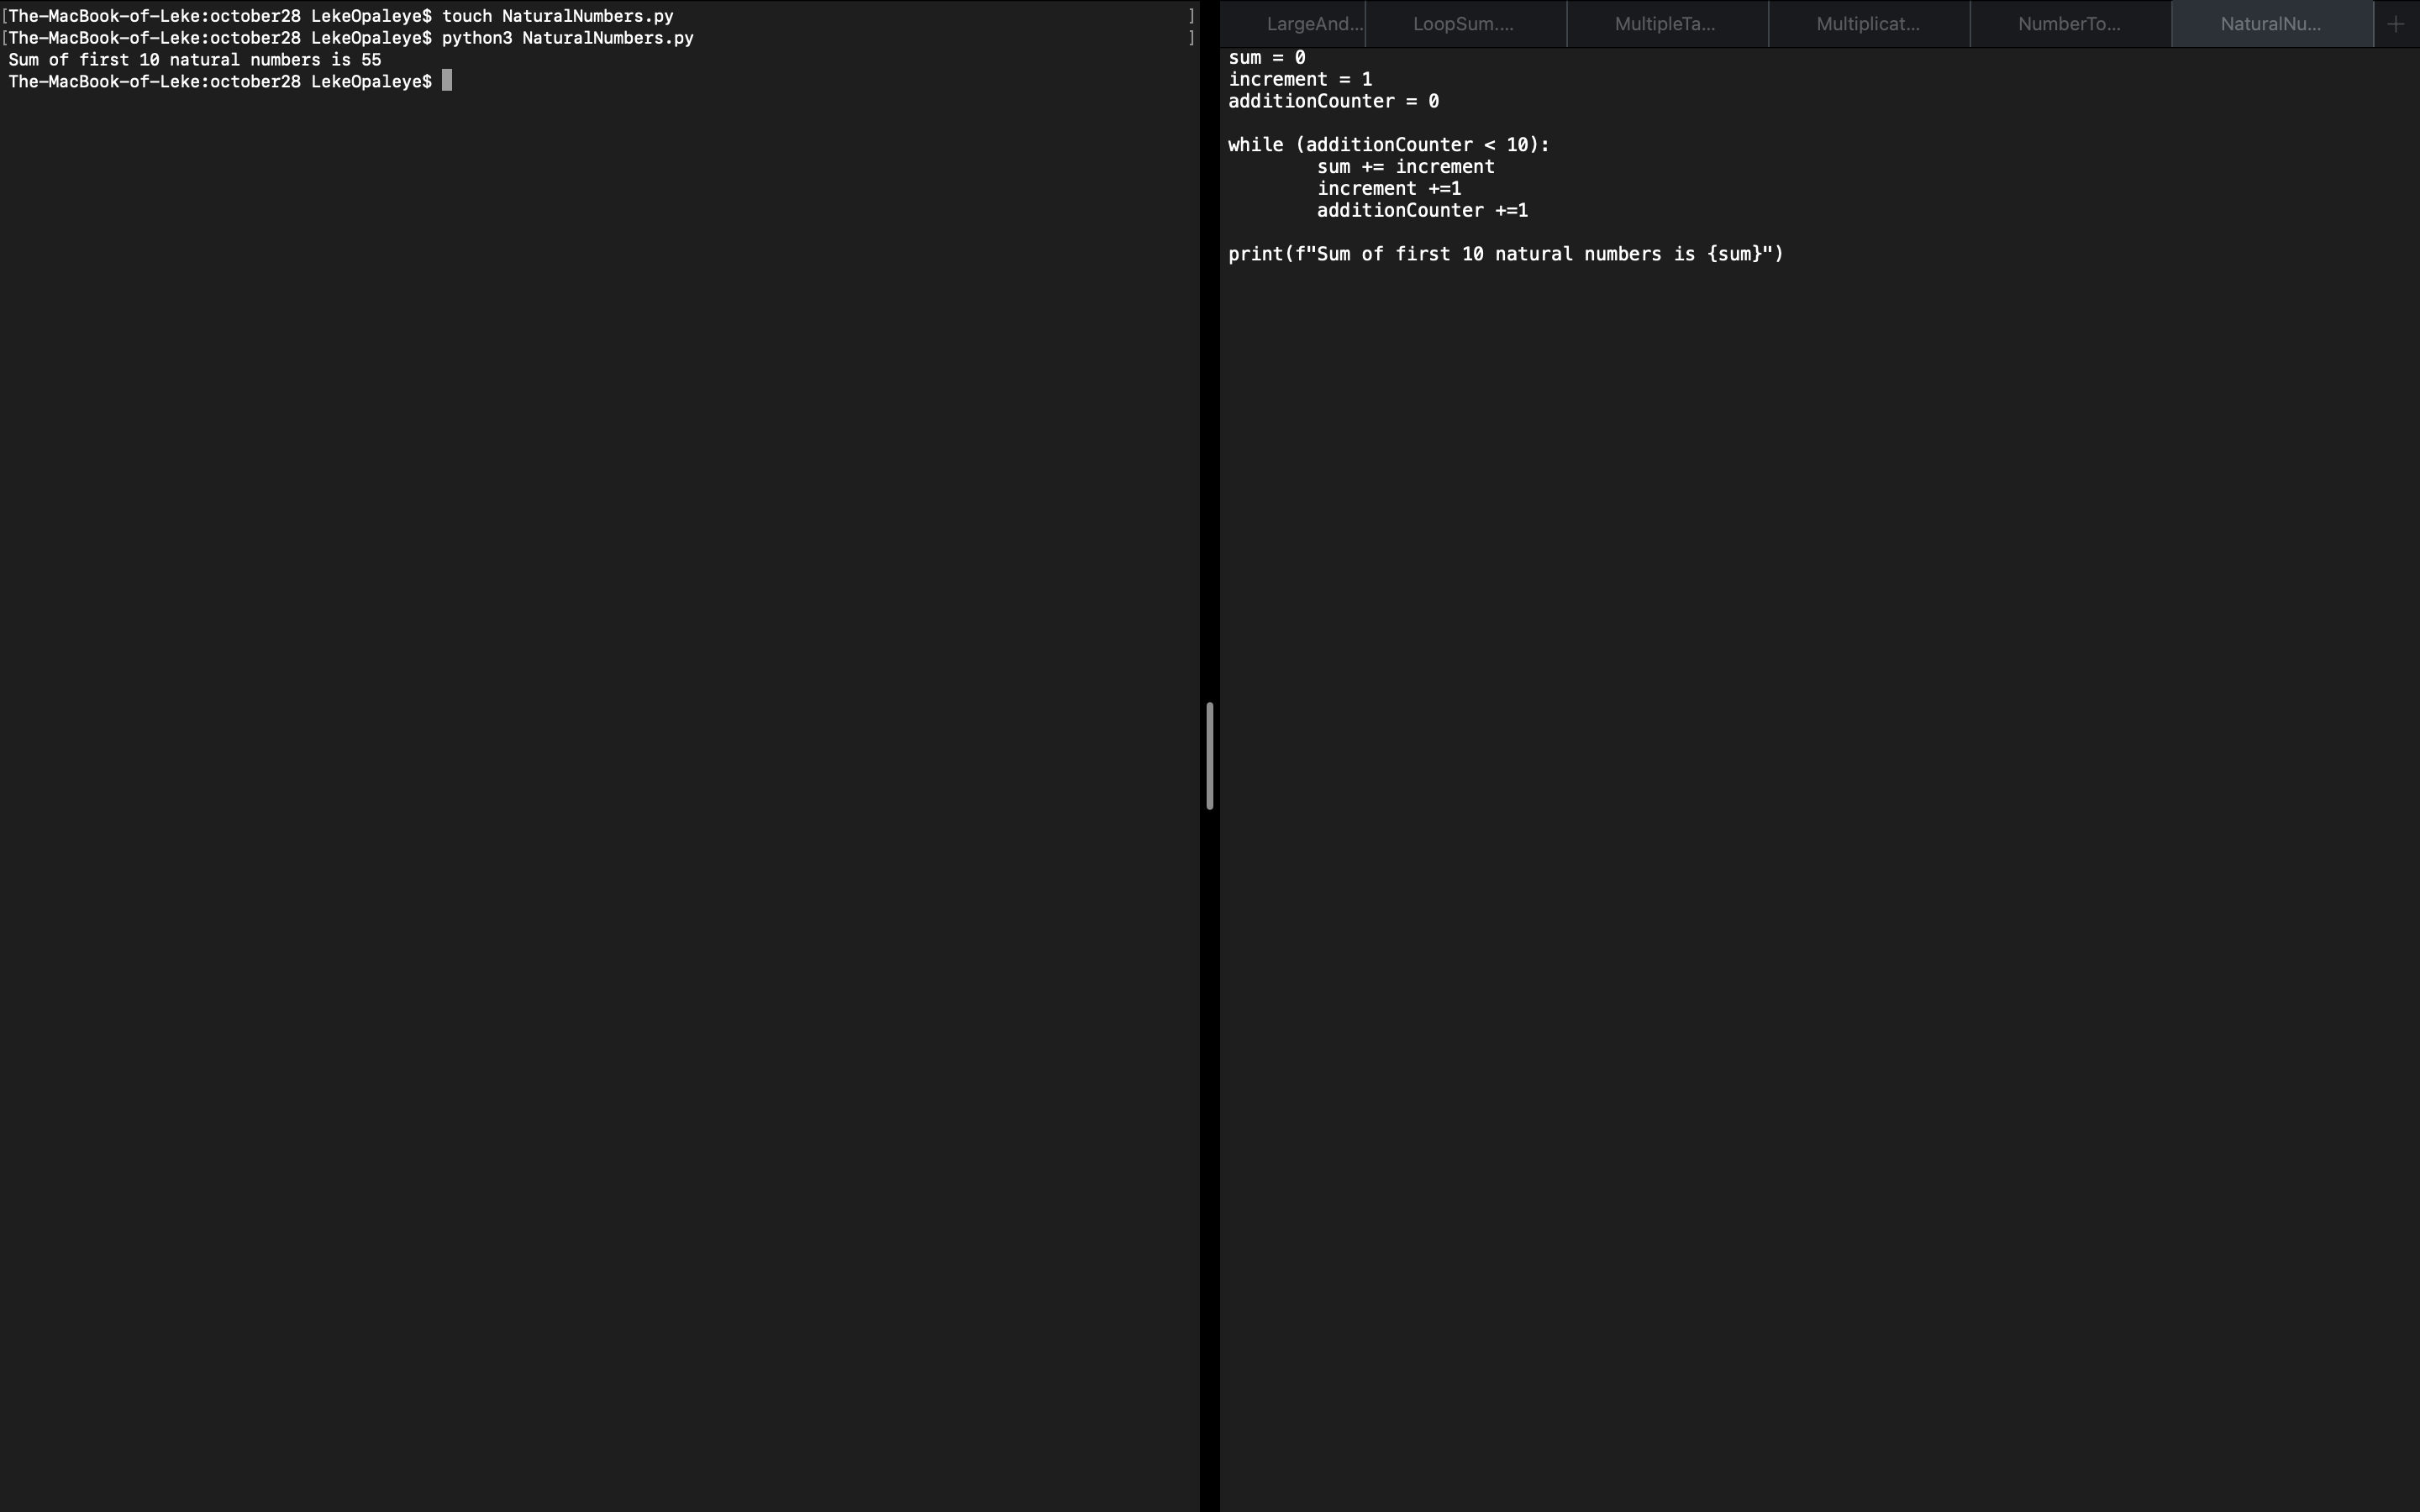 [The-MacBook-of-Leke:october28 LekeOpaleye$ touch NaturalNumbers.py ]
[The-MacBook-of-Leke:october28 LekeOpaleye$ python3 NaturalNumbers.py ]
Sum of first 10 natural numbers is 55
The-MacBook-of-Leke:october28 LekeOpaleye$
LargeAnd... LoopSum.... MultipleTa... Multiplicat... NumberTo... NaturalNu... +
sum = 0
increment = 1
additionCounter = 0
while (additionCounter < 10):
sum += increment
increment +=1
additionCounter +=1
print(f"Sum of first 10 natural numbers is {sum}")